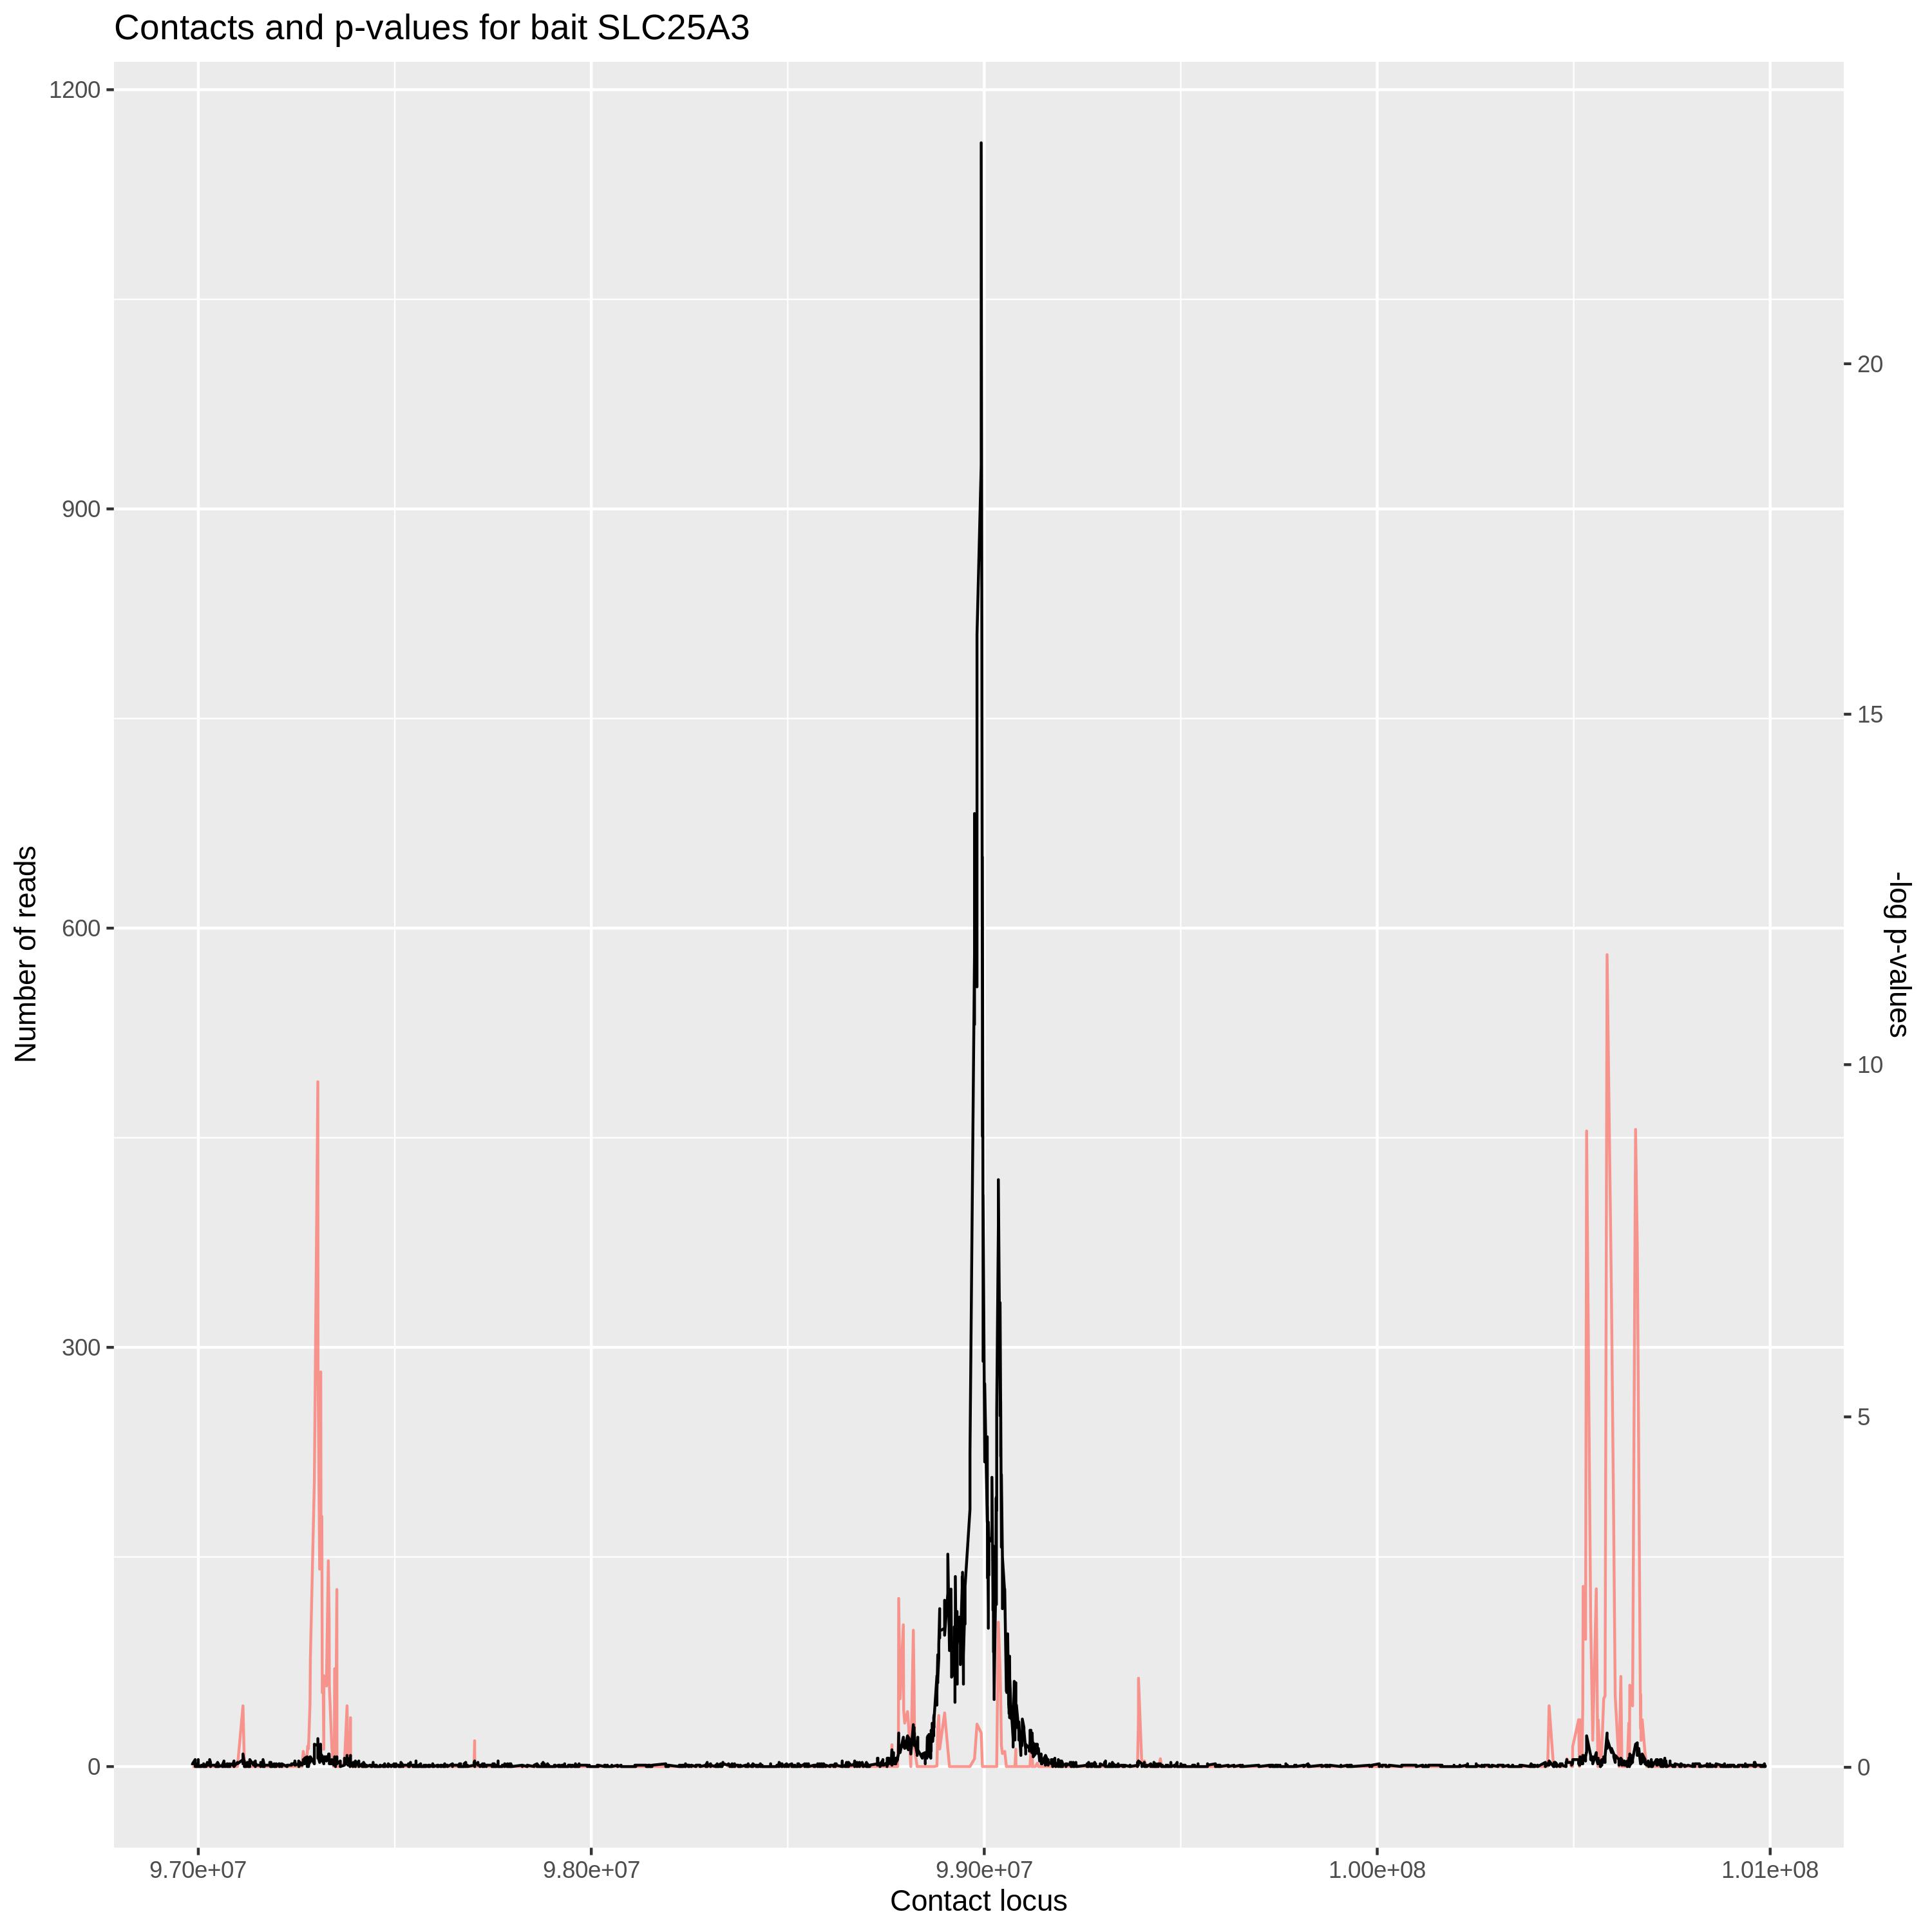 Contacts and p-values for bait SLC25A3
1200
900
600
300
0
Number of reads
20
15
10
5
0
-log p-values
9.70e+07
9.80e+07
9.90e+07
1.00e+08
1.01e+08
Contact locus